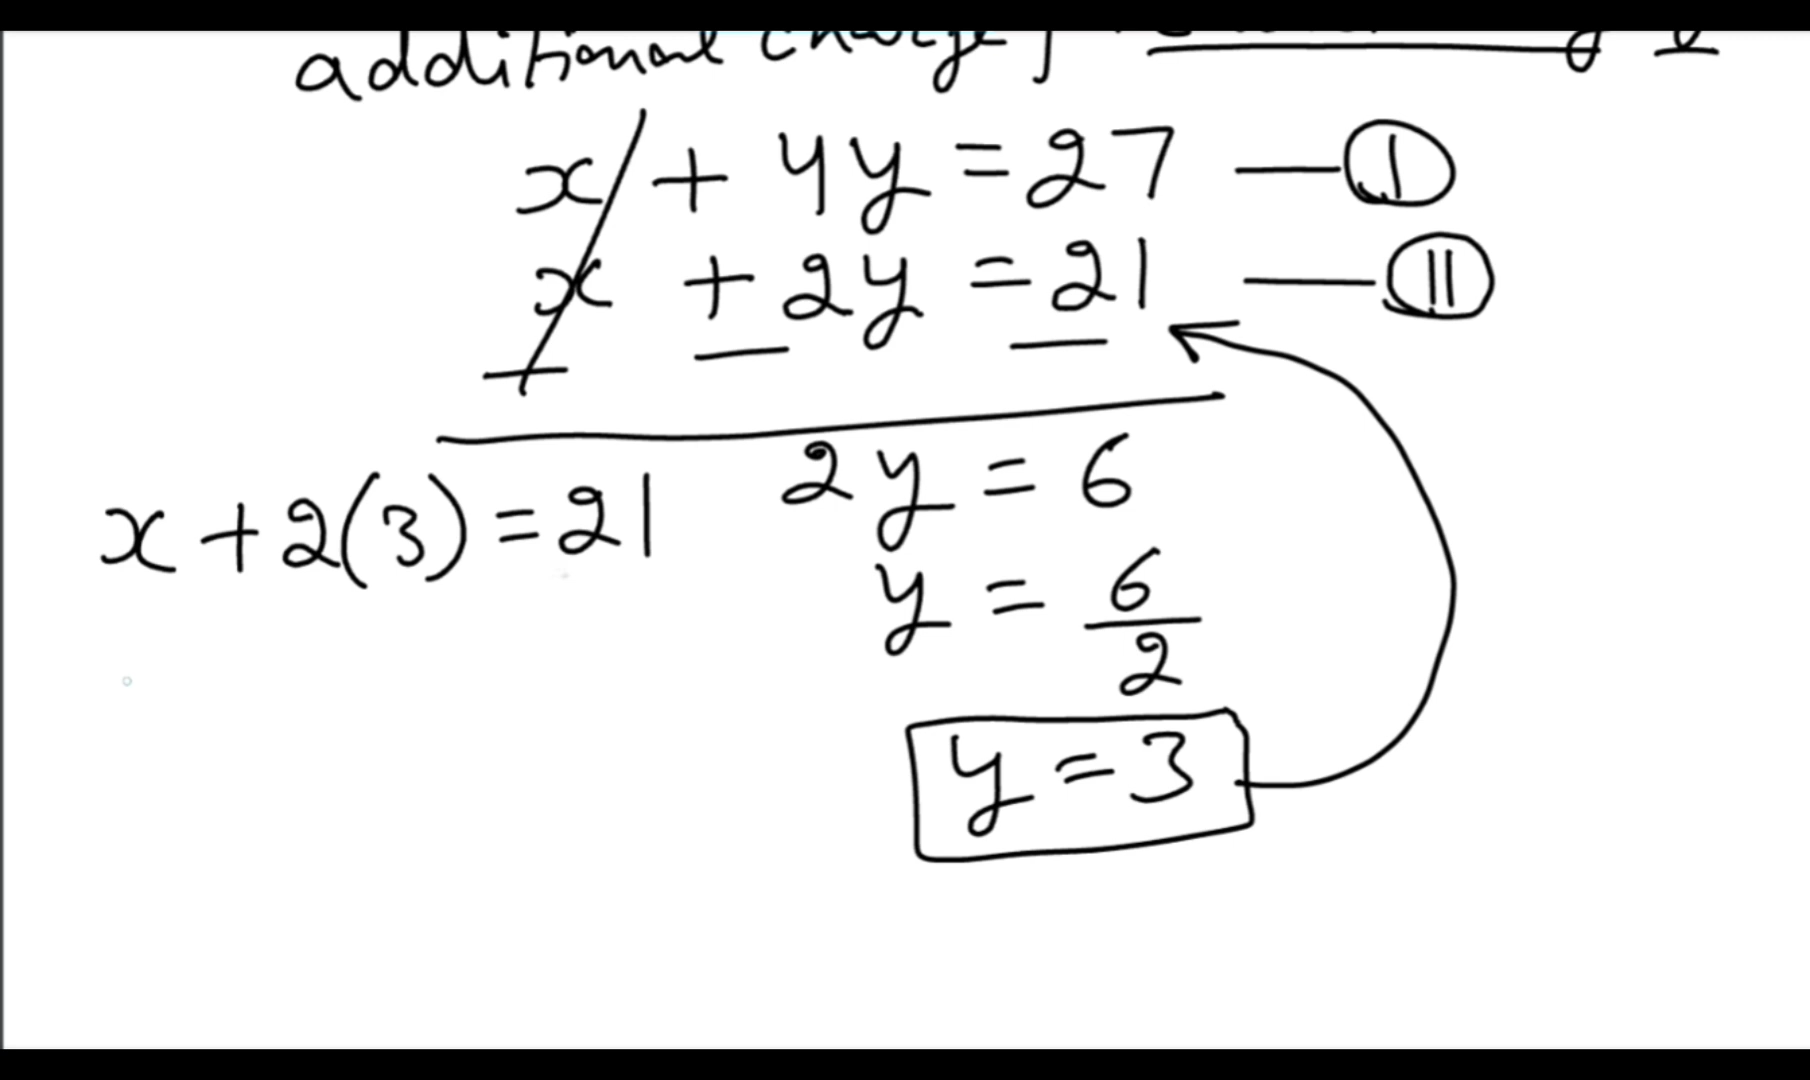 additional charge
x + 4y = 27 — I
x + 2y = 21 — II
— — —
2y = 6
x + 2(3) = 21
y = 6/2
y = 3